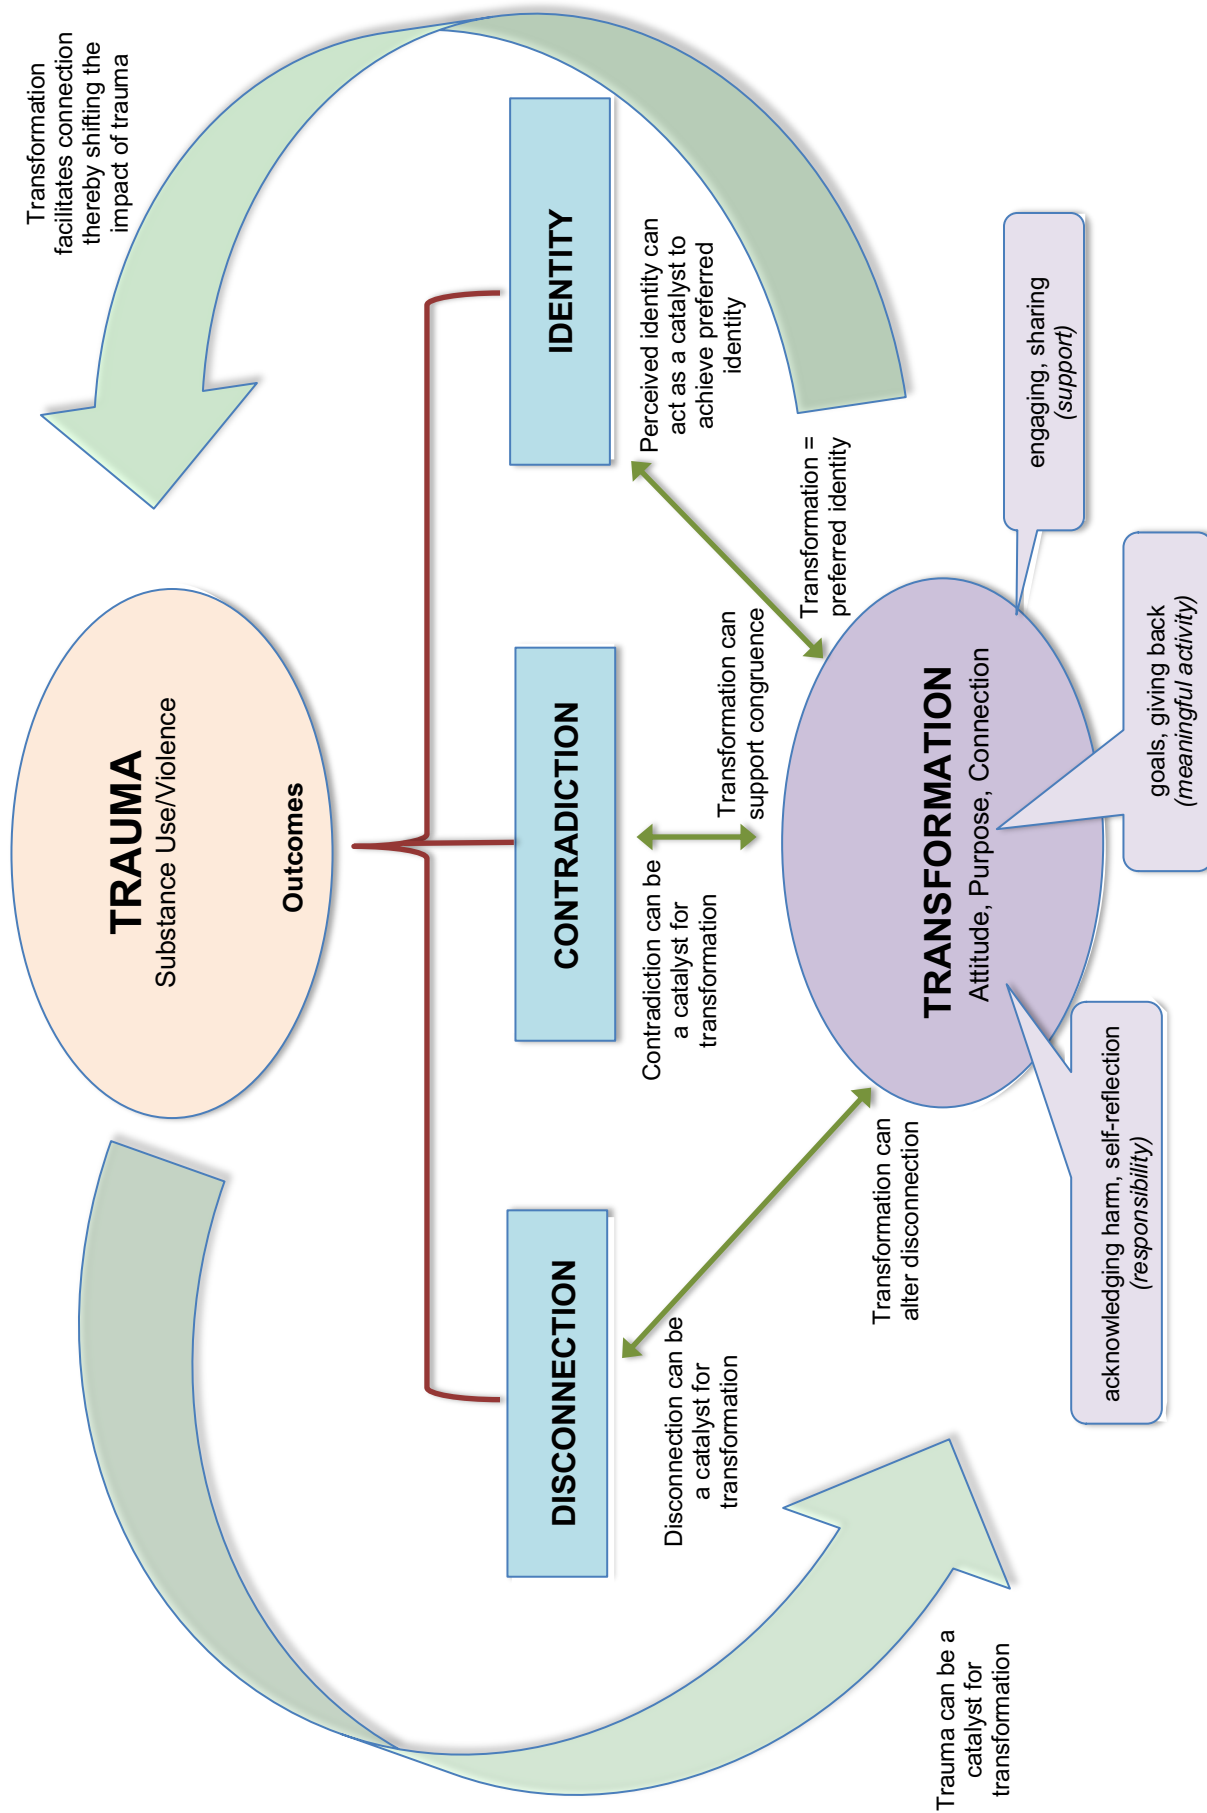 Transformation
facilitates connection
thereby shifting the
impact of trauma
TRAUMA
Substance Use/Violence
Outcomes
DISCONNECTION
CONTRADICTION
IDENTITY
Disconnection can be
a catalyst for
transformation
Contradiction can be
a catalyst for
transformation
Perceived identity can
act as a catalyst to
achieve preferred
identity
Transformation can
alter disconnection
Transformation can
support congruence
Transformation =
preferred identity
Trauma can be a
catalyst for
transformation
TRANSFORMATION
Attitude, Purpose, Connection
acknowledging harm, self-reflection
(responsibility)
goals, giving back
(meaningful activity)
engaging, sharing
(support)